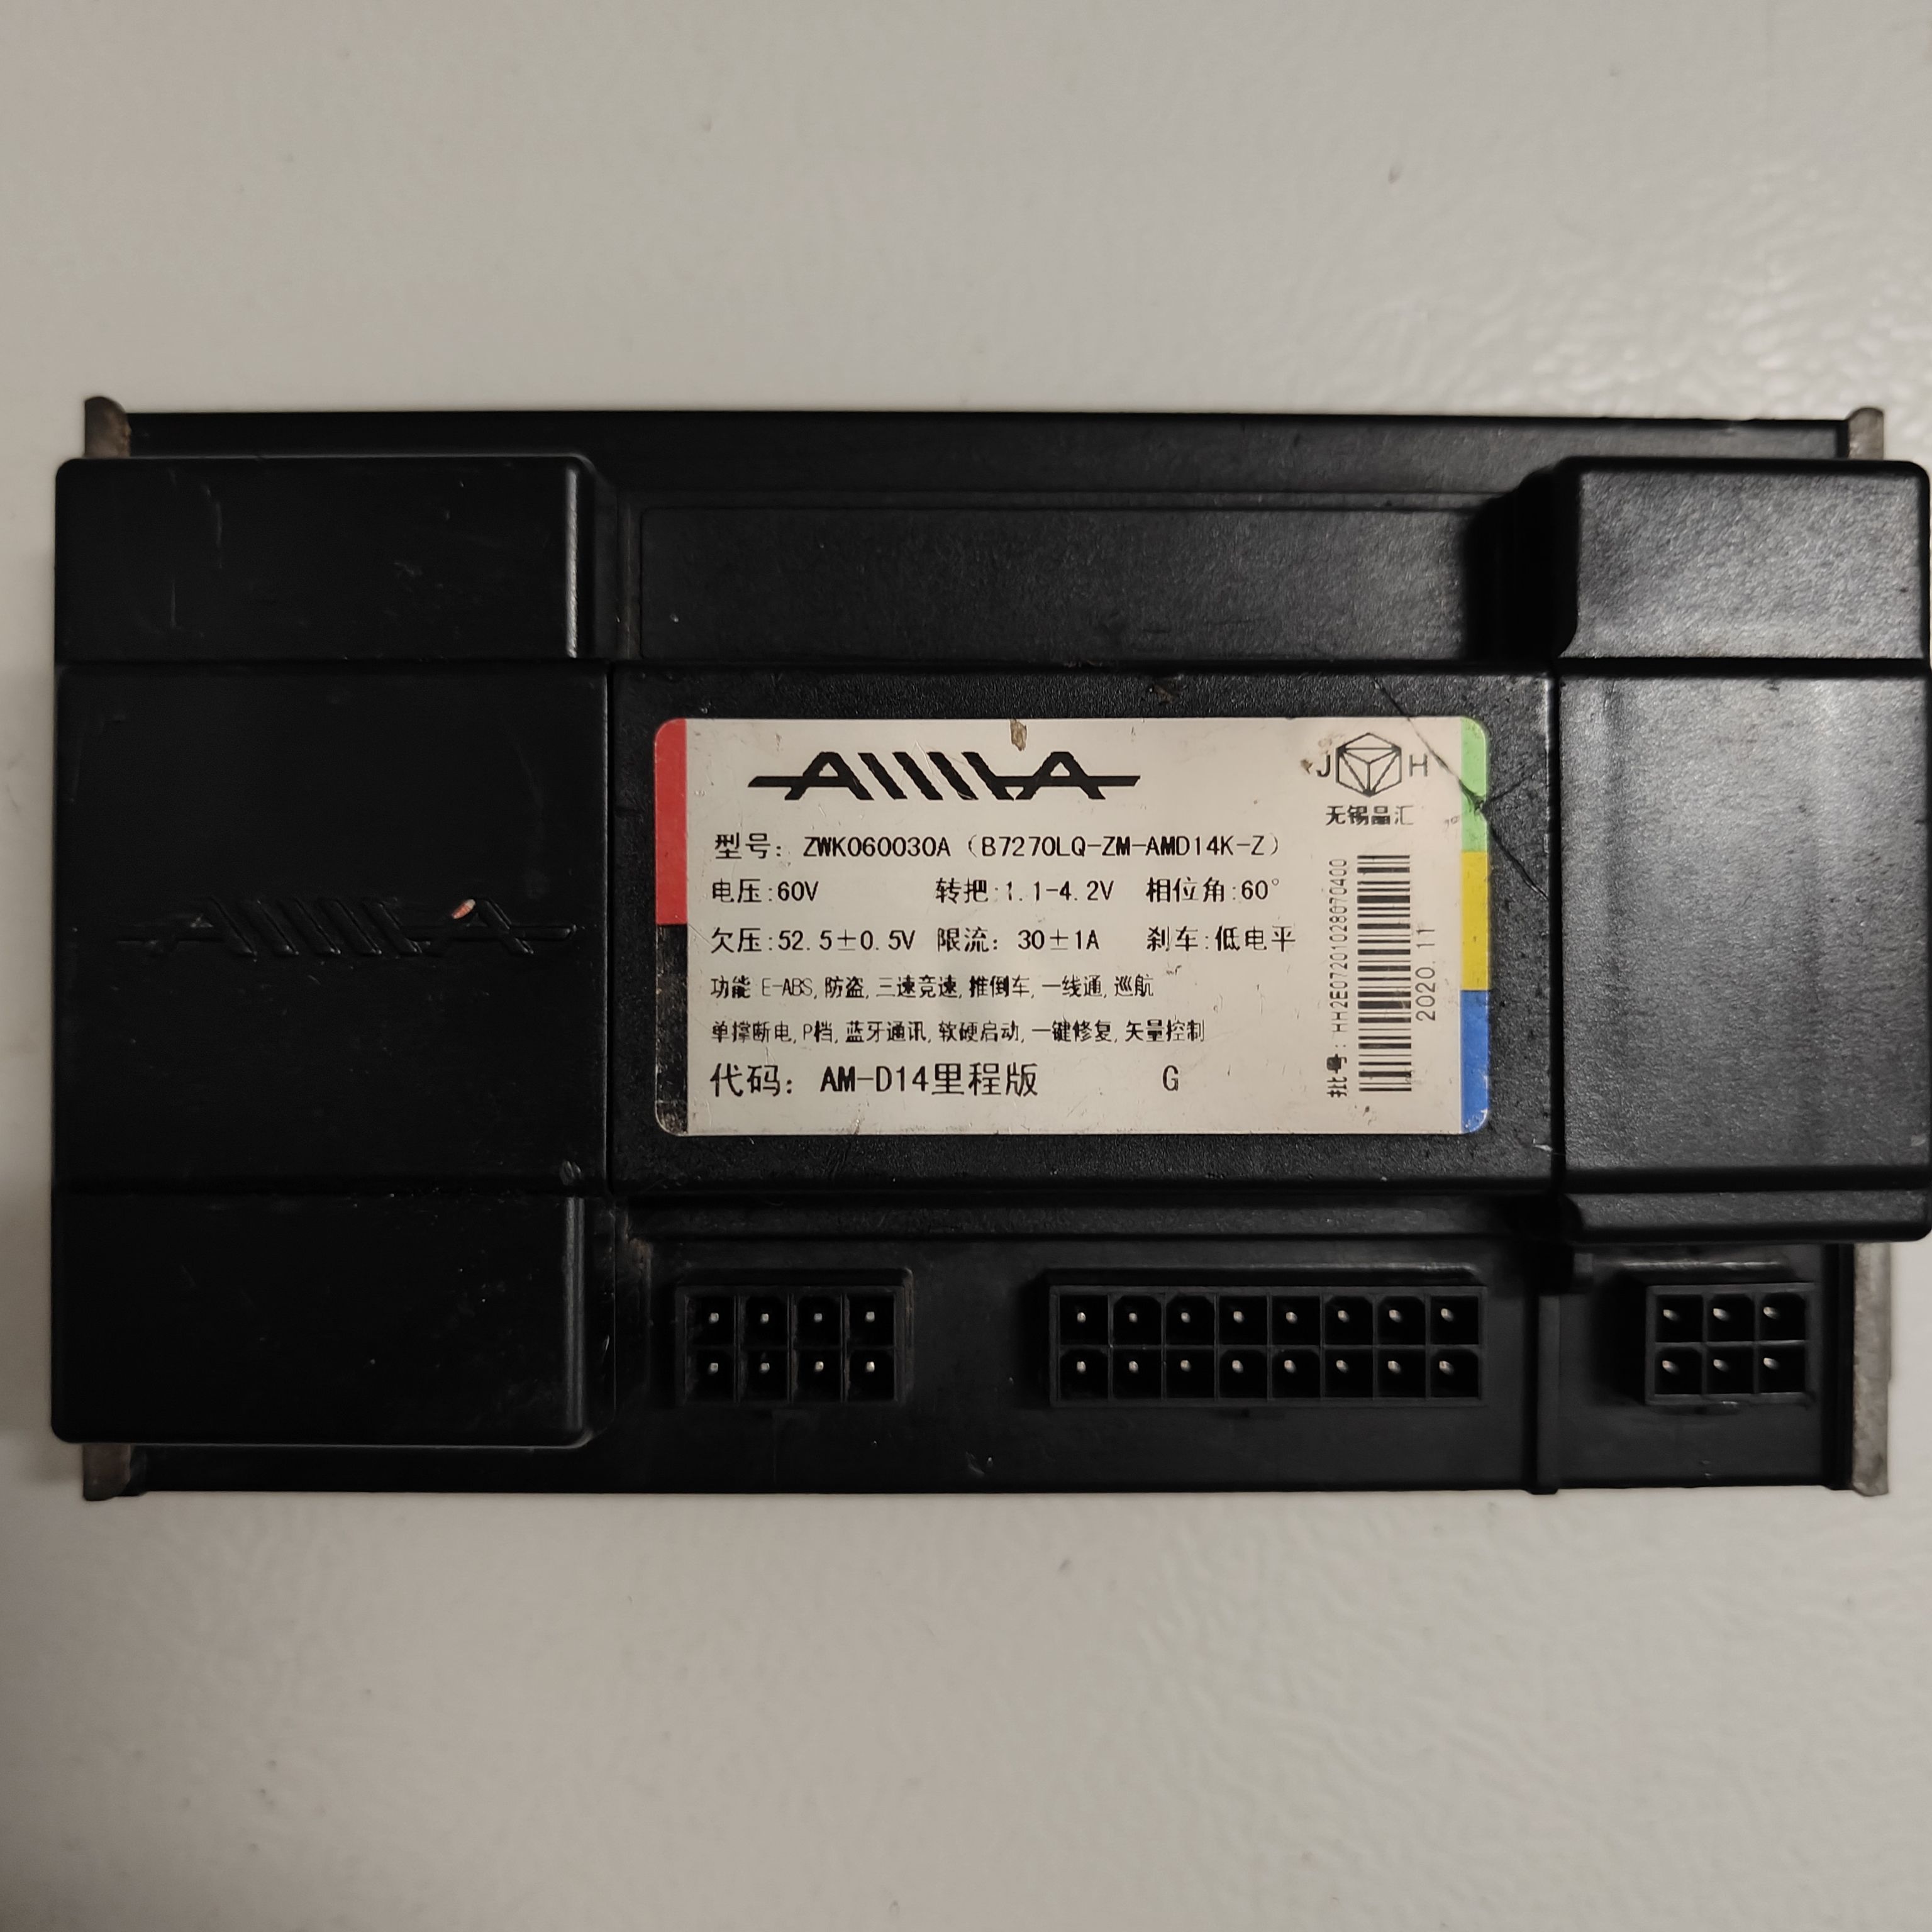 AIMA
J H
无锡晶汇
型号: ZWK060030A (B7270LQ-ZM-AMD14K-Z)
电压:60V 转把:1.1-4.2V 相位角:60°
欠压:52.5±0.5V 限流: 30±1A 刹车:低电平
功能 E-ABS,防盗,三速竞速,推倒车,一线通,巡航
单撑断电,P档,蓝牙通讯,软硬启动,一键修复,矢量控制
代码: AM-D14里程版 G
批号: HH2E07201028070400
2020.11
AIMA